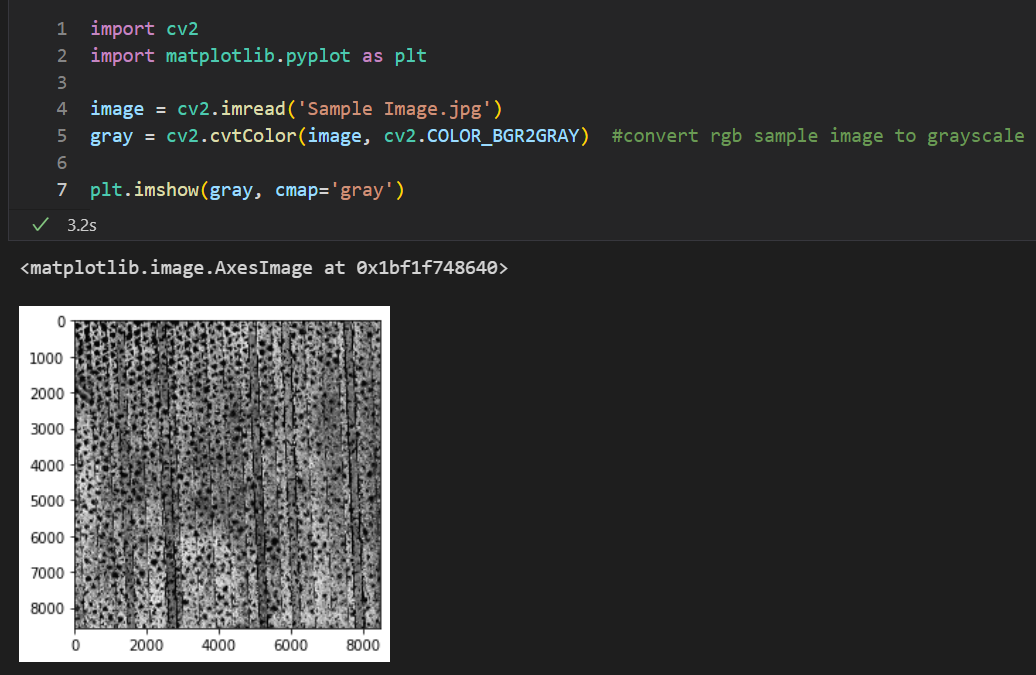 1 import cv2
2 import matplotlib.pyplot as plt
3
4 image = cv2.imread('Sample Image.jpg')
5 gray = cv2.cvtColor(image, cv2.COLOR_BGR2GRAY)  #convert rgb sample image to grayscale
6
7 plt.imshow(gray, cmap='gray')
✓ 3.2s
<matplotlib.image.AxesImage at 0x1bf1f748640>
0
1000
2000
3000
4000
5000
6000
7000
8000
0 2000 4000 6000 8000